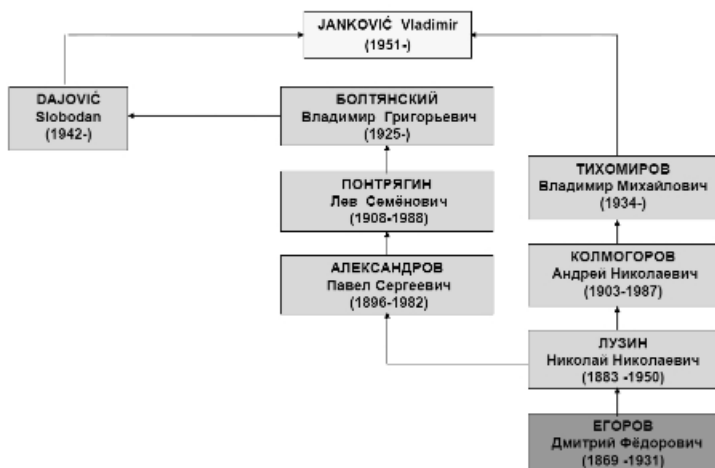 JANKOVIĆ Vladimir
(1951-)
DAJOVIĆ
Slobodan
(1942-)
БОЛТЯНСКИЙ
Владимир Григорьевич
(1925-)
ТИХОМИРОВ
Владимир Михайлович
(1934-)
ПОНТРЯГИН
Лев Семёнович
(1908-1988)
КОЛМОГОРОВ
Андрей Николаевич
(1903-1987)
АЛЕКСАНДРОВ
Павел Сергеевич
(1896-1982)
ЛУЗИН
Николай Николаевич
(1883 -1950)
ЕГОРОВ
Дмитрий Фёдорович
(1869 -1931)